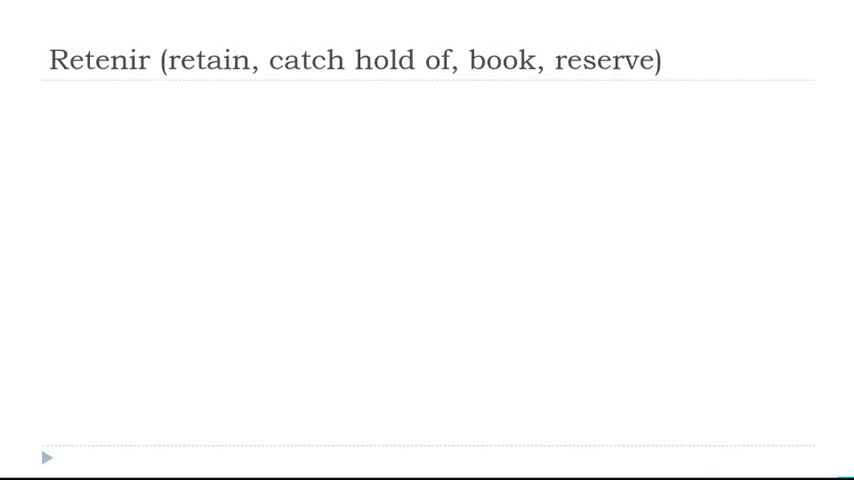 Retenir (retain, catch hold of, book, reserve)